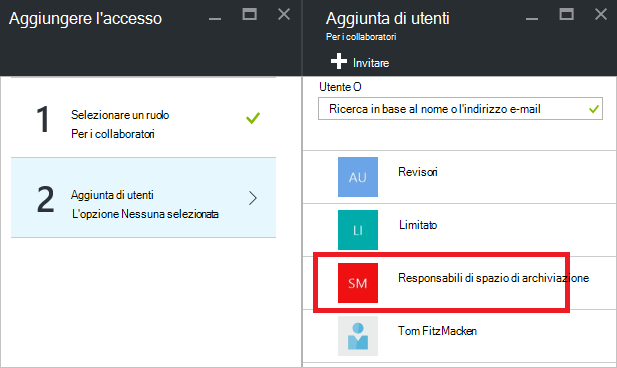 Aggiungere l'accesso
1
Selezionare un ruolo
Per i collaboratori
2
Aggiunta di utenti
L'opzione Nessuna selezionata
Aggiunta di utenti
Per i collaboratori
Invitare
Utente O
Ricerca in base al nome o l'indirizzo e-mail
AU
Revisori
LI
Limitato
SM
Responsabili di spazio di archiviazione
Tom FitzMacken